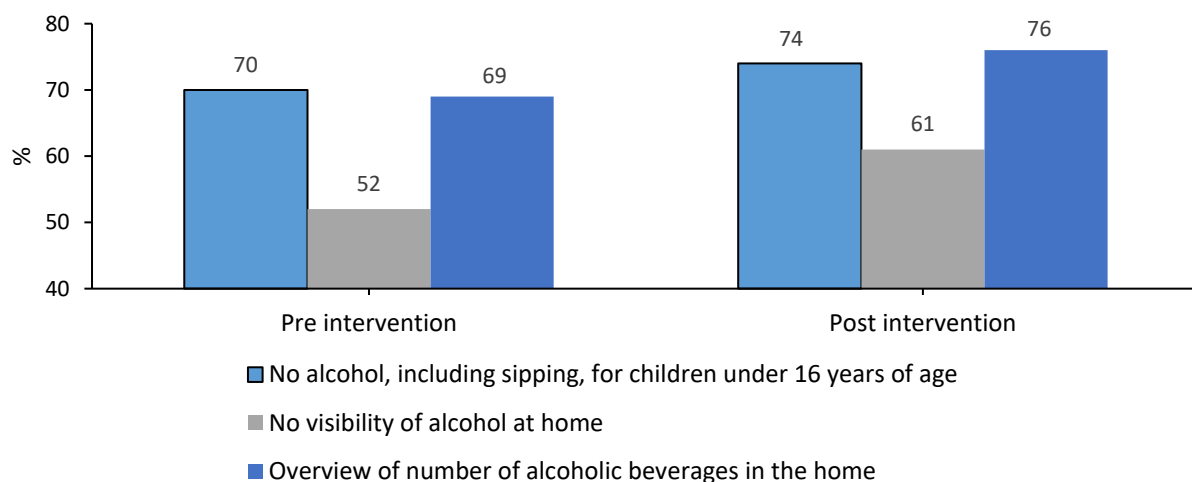 80
70
60
50
40
%
70
52
69
74
61
76
Pre intervention
Post intervention
No alcohol, including sipping, for children under 16 years of age
No visibility of alcohol at home
Overview of number of alcoholic beverages in the home